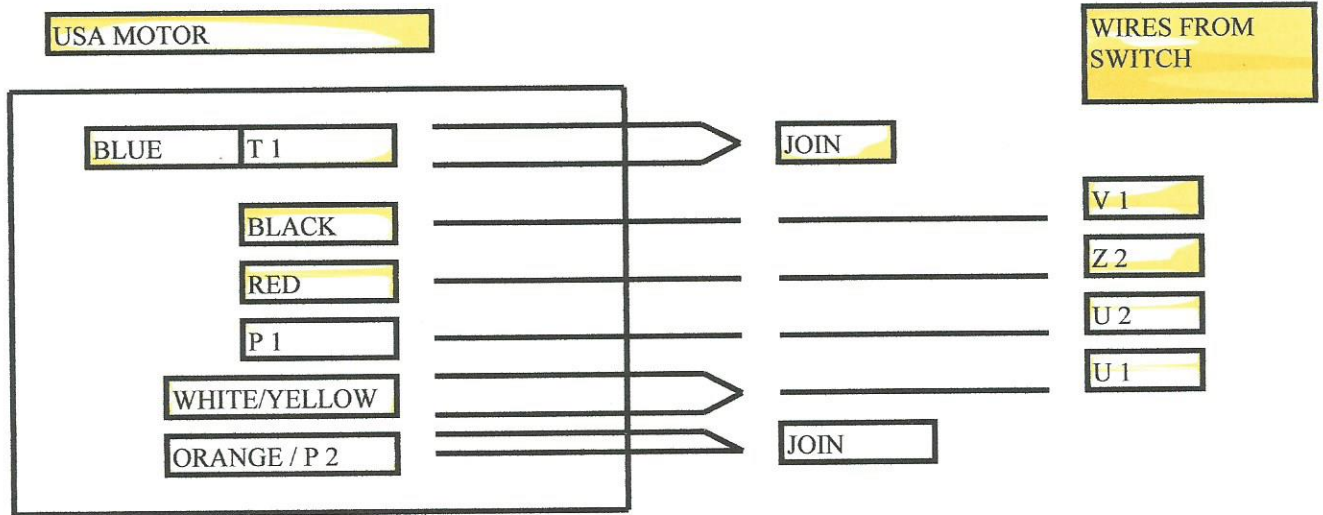 USA MOTOR
WIRES FROM
SWITCH
BLUE T 1
JOIN
BLACK
V 1
RED
Z 2
P 1
U 2
WHITE/YELLOW
U 1
ORANGE / P 2
JOIN